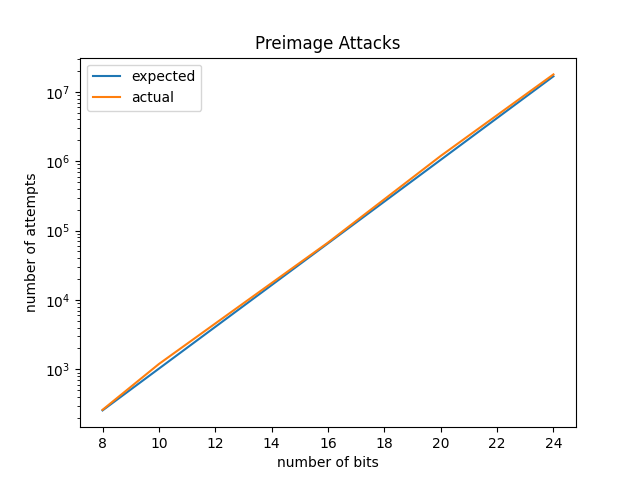 Preimage Attacks
expected
actual
number of attempts
10⁷
10⁶
10⁵
10⁴
10³
8 10 12 14 16 18 20 22 24
number of bits